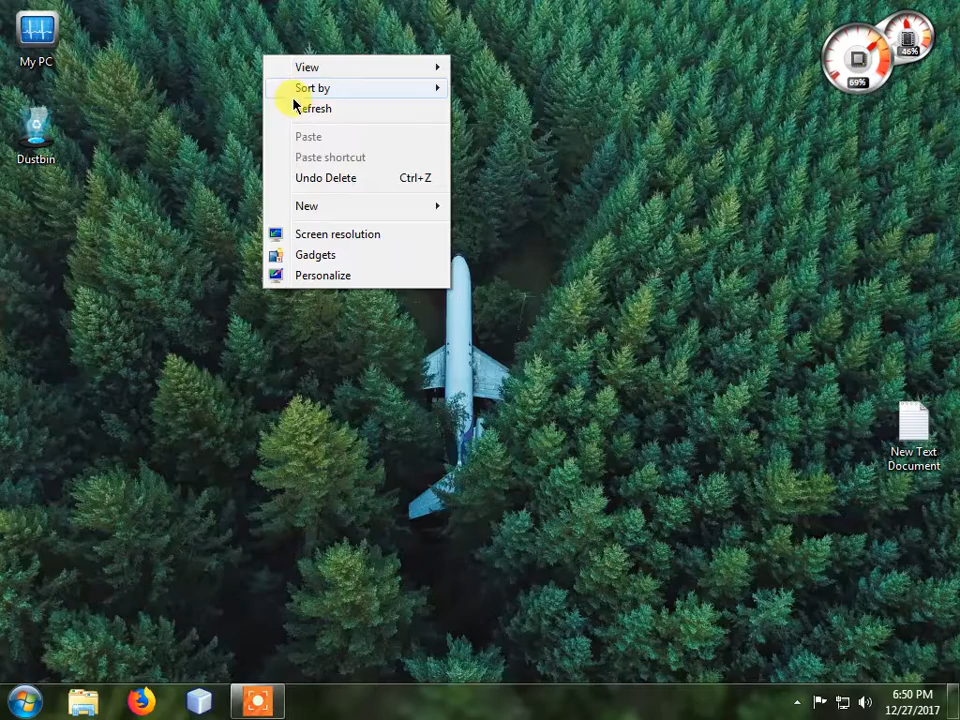 My PC
Dustbin
View
Sort by
efresh
Paste
Paste shortcut
Undo Delete Ctrl+Z
New
Screen resolution
Gadgets
Personalize
46%
69%
New Text
Document
6:50 PM
12/27/2017